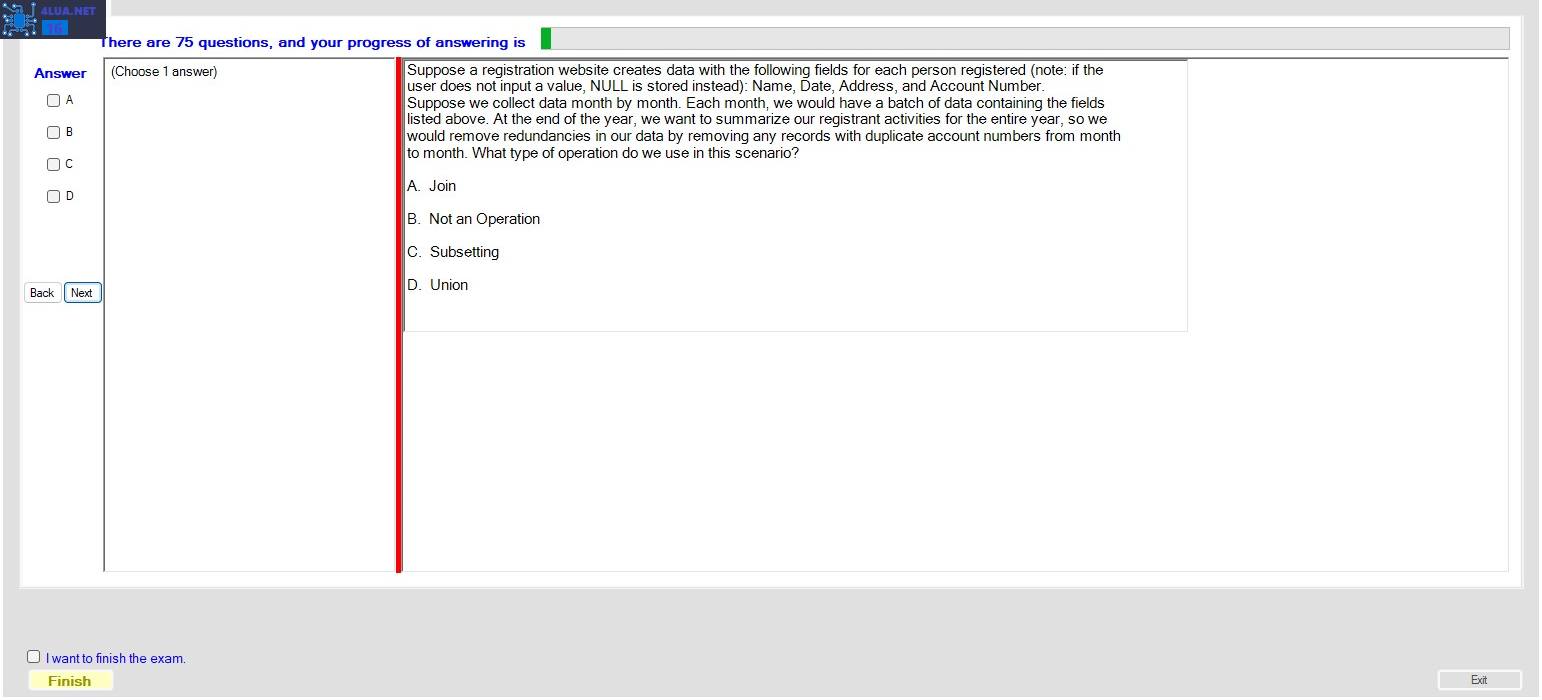 4LUA.NET
16
There are 75 questions, and your progress of answering is
Answer
(Choose 1 answer)
A
B
C
D
Back
Next
Suppose a registration website creates data with the following fields for each person registered (note: if the
user does not input a value, NULL is stored instead): Name, Date, Address, and Account Number.
Suppose we collect data month by month. Each month, we would have a batch of data containing the fields
listed above. At the end of the year, we want to summarize our registrant activities for the entire year, so we
would remove redundancies in our data by removing any records with duplicate account numbers from month
to month. What type of operation do we use in this scenario?
A. Join
B. Not an Operation
C. Subsetting
D. Union
I want to finish the exam.
Finish
Exit